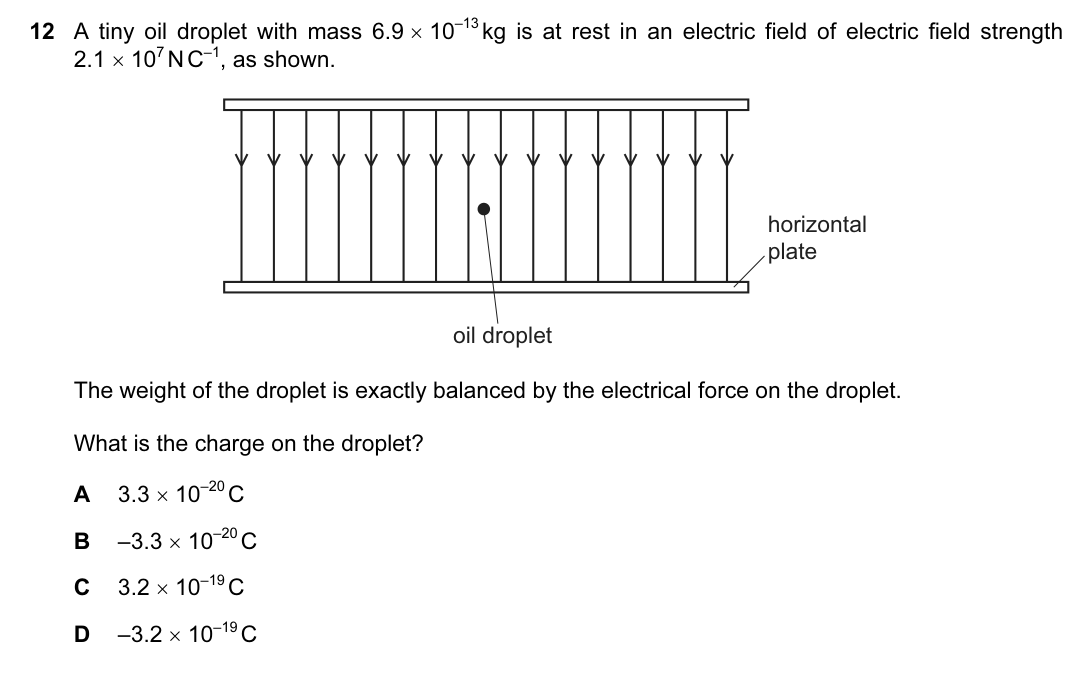 12 A tiny oil droplet with mass 6.9 × 10⁻¹³ kg is at rest in an electric field of electric field strength
2.1 × 10⁷ N C⁻¹, as shown.
horizontal
plate
oil droplet
The weight of the droplet is exactly balanced by the electrical force on the droplet.
What is the charge on the droplet?
A 3.3 × 10⁻²⁰ C
B –3.3 × 10⁻²⁰ C
C 3.2 × 10⁻¹⁹ C
D –3.2 × 10⁻¹⁹ C